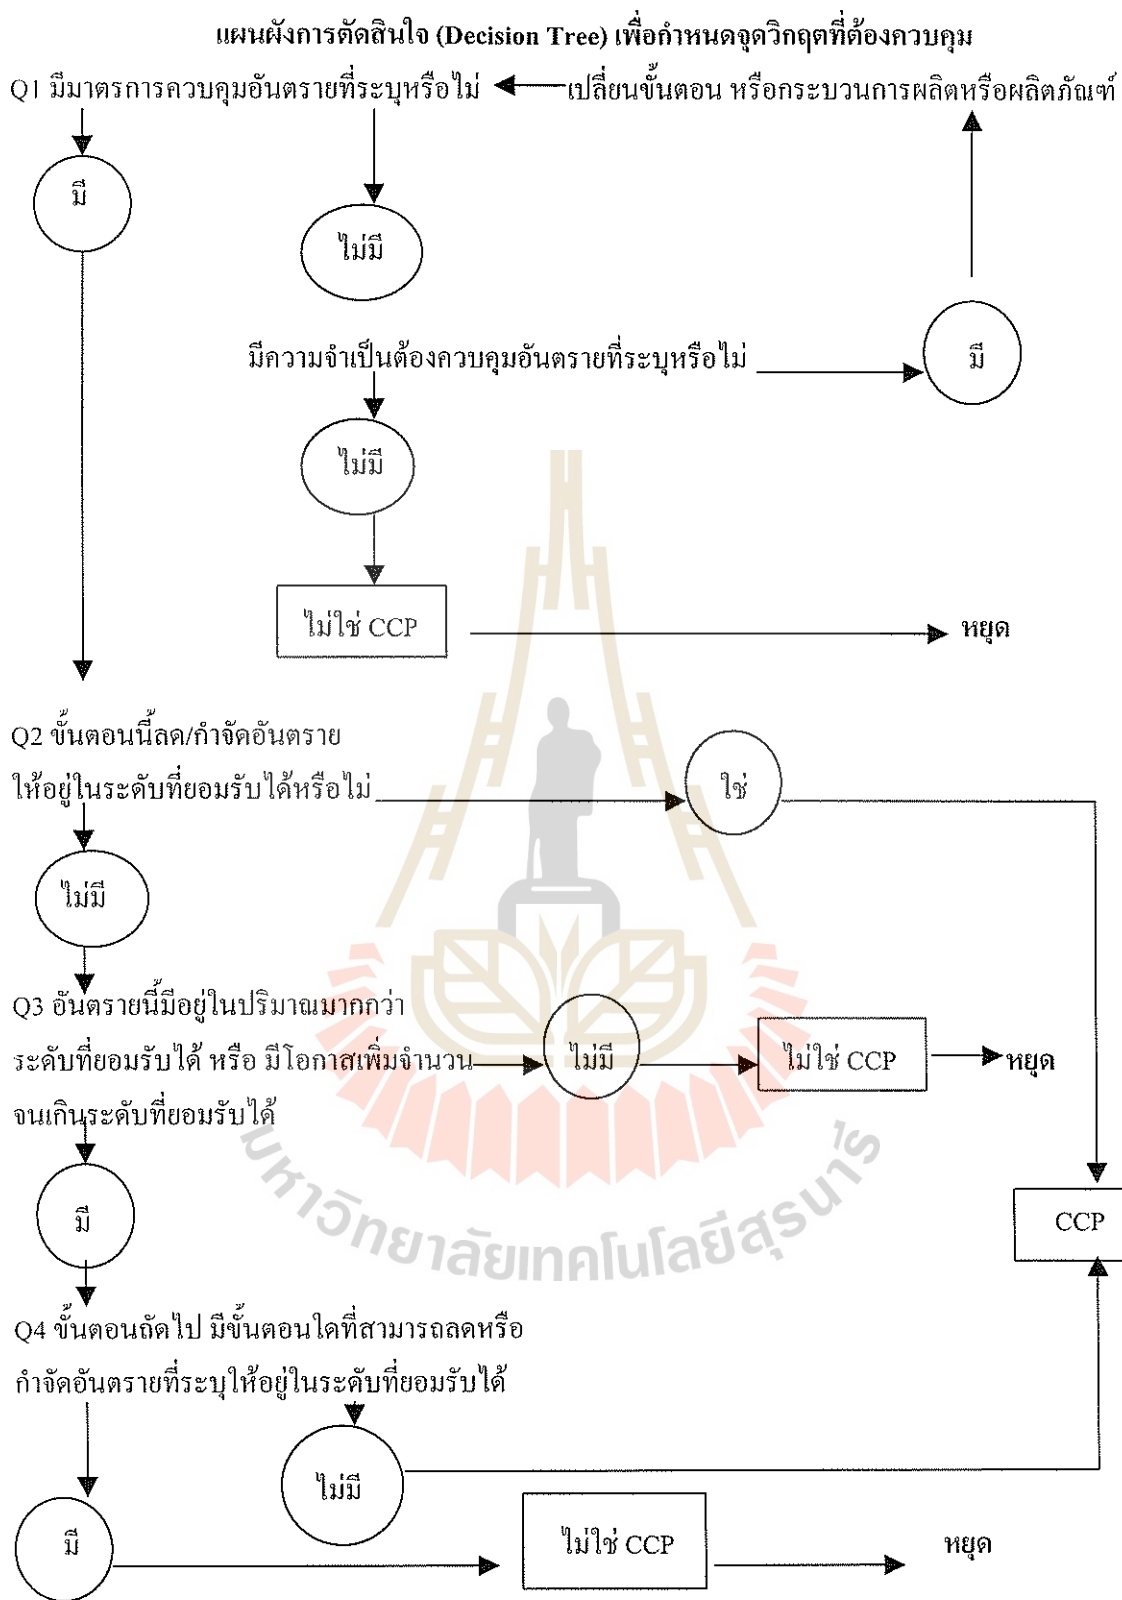 แผนผังการตัดสินใจ (Decision Tree) เพื่อกำหนดจุดวิกฤตที่ต้องควบคุม
Q1 มีมาตรการควบคุมอันตรายที่ระบุหรือไม่
เปลี่ยนขั้นตอน หรือกระบวนการผลิตหรือผลิตภัณฑ์
มี
ไม่มี
มีความจำเป็นต้องควบคุมอันตรายที่ระบุหรือไม่
มี
ไม่มี
ไม่ใช่ CCP
หยุด
Q2 ขั้นตอนนี้ลด/กำจัดอันตราย
ให้อยู่ในระดับที่ยอมรับได้หรือไม่
ใช่
ไม่มี
Q3 อันตรายนี้มีอยู่ในปริมาณมากกว่า
ระดับที่ยอมรับได้ หรือ มีโอกาสเพิ่มจำนวน
จนเกินระดับที่ยอมรับได้
ไม่มี
ไม่ใช่ CCP
หยุด
มี
CCP
มหาวิทยาลัยเทคโนโลยีสุรนารี
Q4 ขั้นตอนถัดไป มีขั้นตอนใดที่สามารถลดหรือ
กำจัดอันตรายที่ระบุให้อยู่ในระดับที่ยอมรับได้
ไม่มี
มี
ไม่ใช่ CCP
หยุด